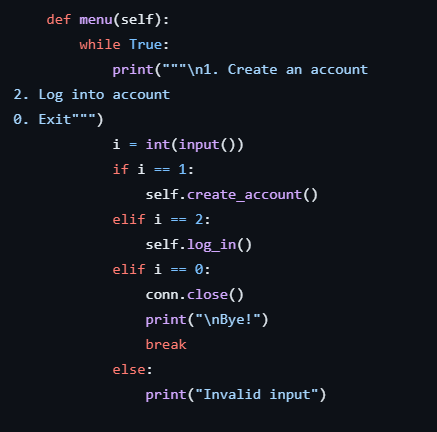 def menu(self):
        while True:
            print("""\n1. Create an account
2. Log into account
0. Exit""")
            i = int(input())
            if i == 1:
                self.create_account()
            elif i == 2:
                self.log_in()
            elif i == 0:
                conn.close()
                print("\nBye!")
                break
            else:
                print("Invalid input")